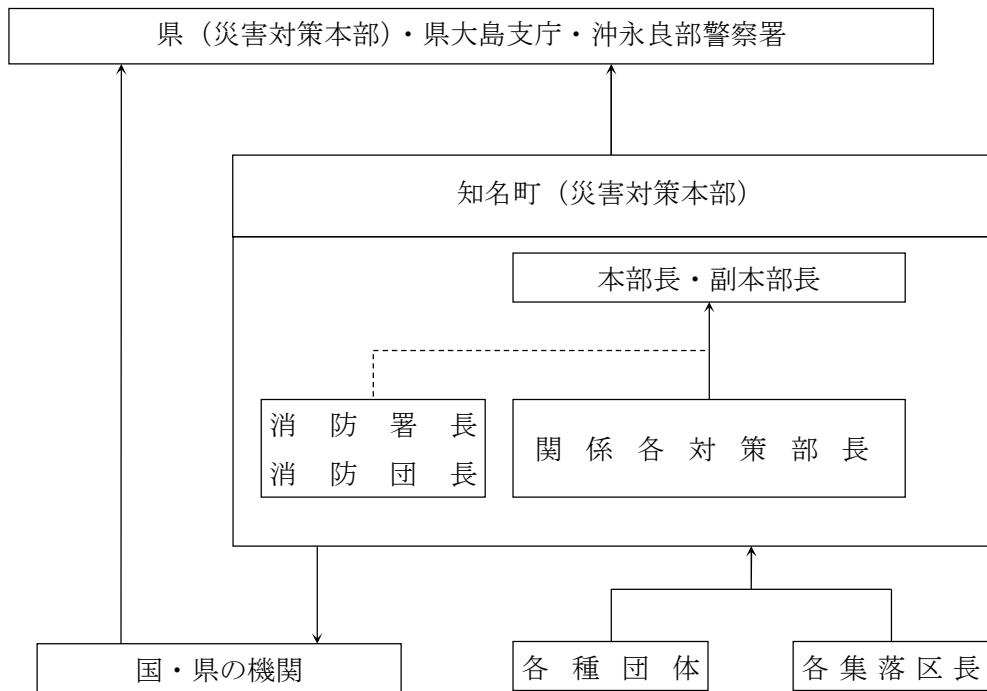 県（災害対策本部）・県大島支庁・沖永良部警察署
知名町（災害対策本部）
本部長・副本部長
消防署長
消防団長
関係各対策部長
国・県の機関
各種団体
各集落区長